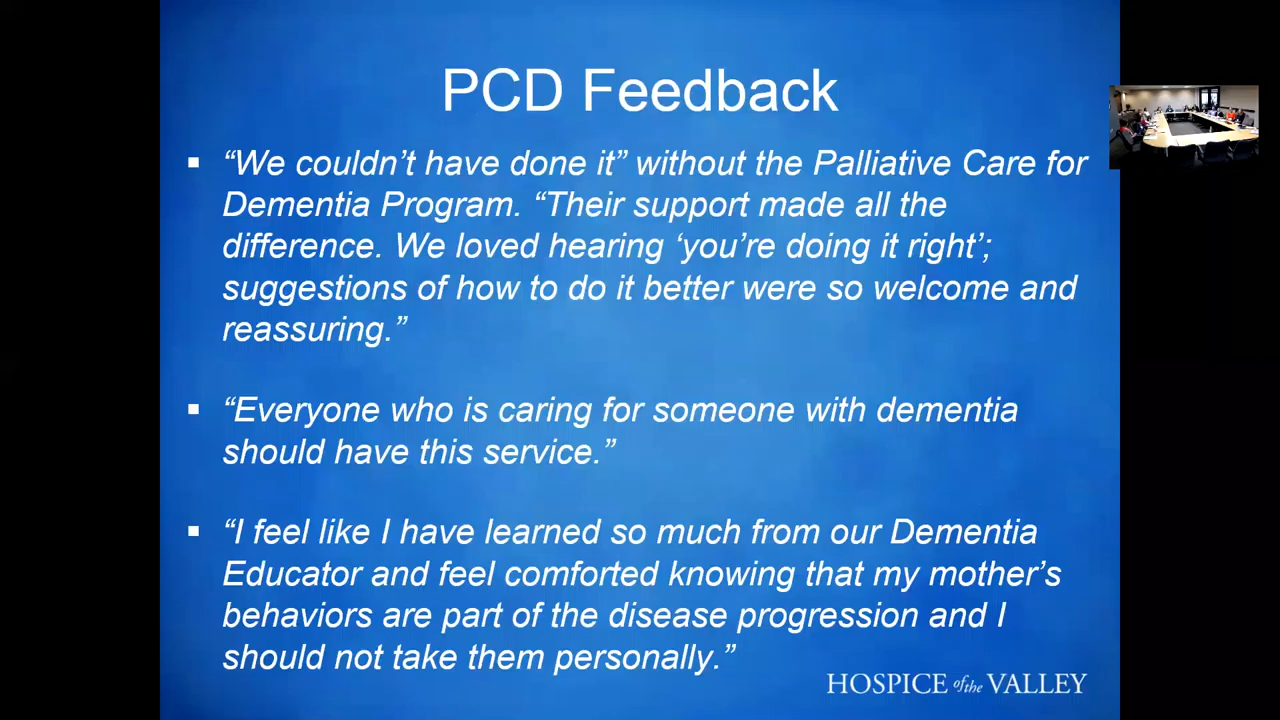 PCD Feedback
▪ “We couldn’t have done it” without the Palliative Care for
Dementia Program. “Their support made all the
difference. We loved hearing ‘you’re doing it right’;
suggestions of how to do it better were so welcome and
reassuring.”
▪ “Everyone who is caring for someone with dementia
should have this service.”
▪ “I feel like I have learned so much from our Dementia
Educator and feel comforted knowing that my mother’s
behaviors are part of the disease progression and I
should not take them personally.”
HOSPICE of the VALLEY